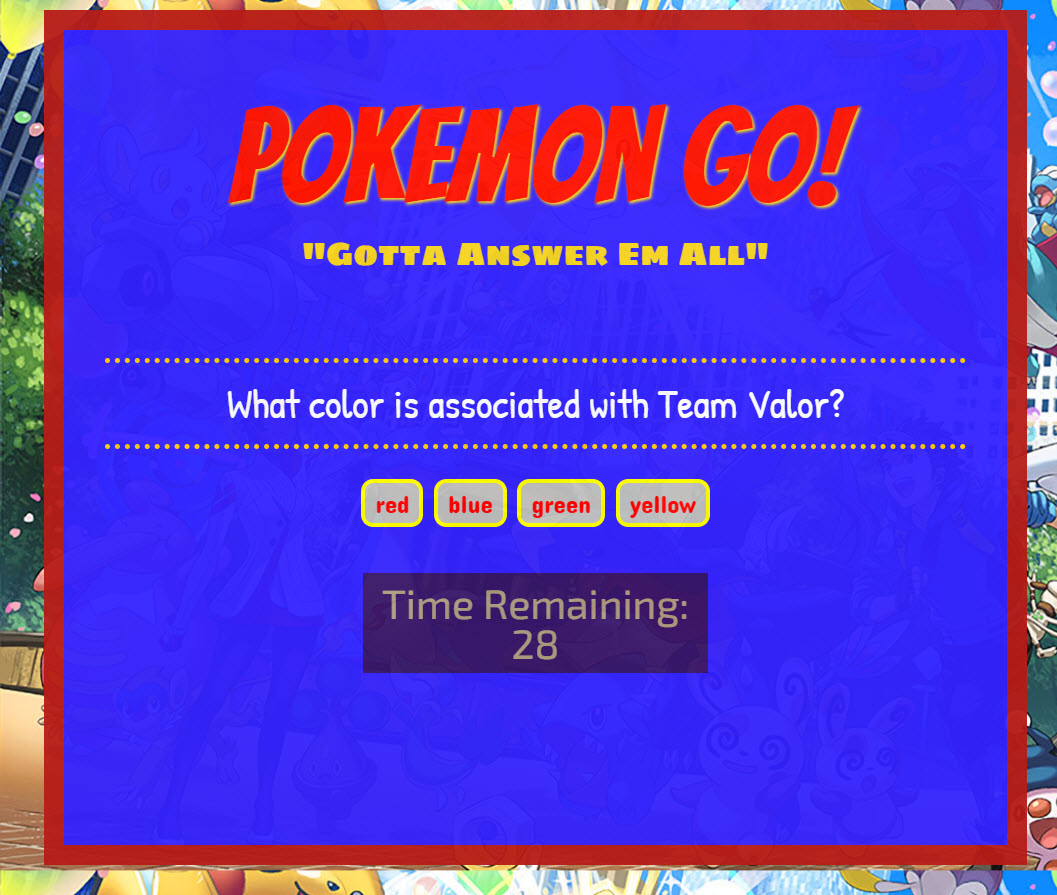 POKEMON GO!
"Gotta Answer Em All"
What color is associated with Team Valor?
red blue green yellow
Time Remaining:
28